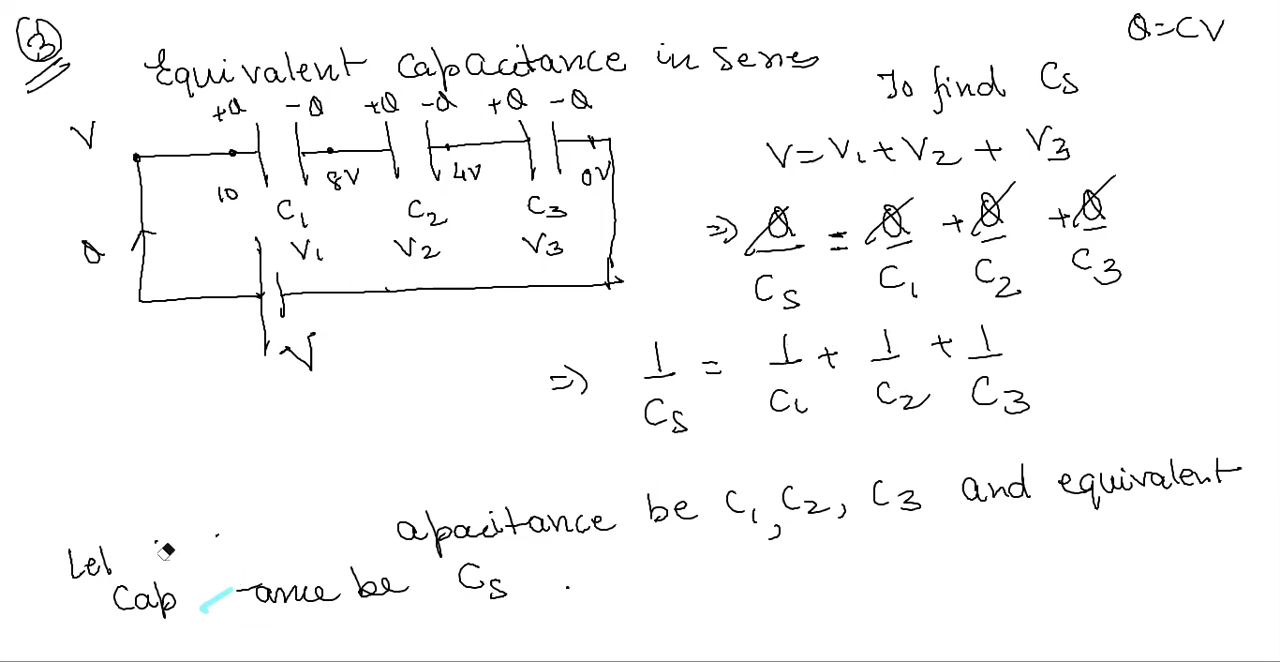 3
Q=CV
Equivalent Capacitance in series
To find Cs
+Q -Q +Q -Q +Q -Q
V
V=V₁+V₂+V₃
10 8V 4V 0V
C₁ C₂ C₃
V₁ V₂ V₃
Q
⇒ Q/Cs = Q/C₁ + Q/C₂ + Q/C₃
V
⇒ 1/Cs = 1/C₁ + 1/C₂ + 1/C₃
Let apacitance be C₁, C₂, C₃ and equivalent
Cap ance be Cs .